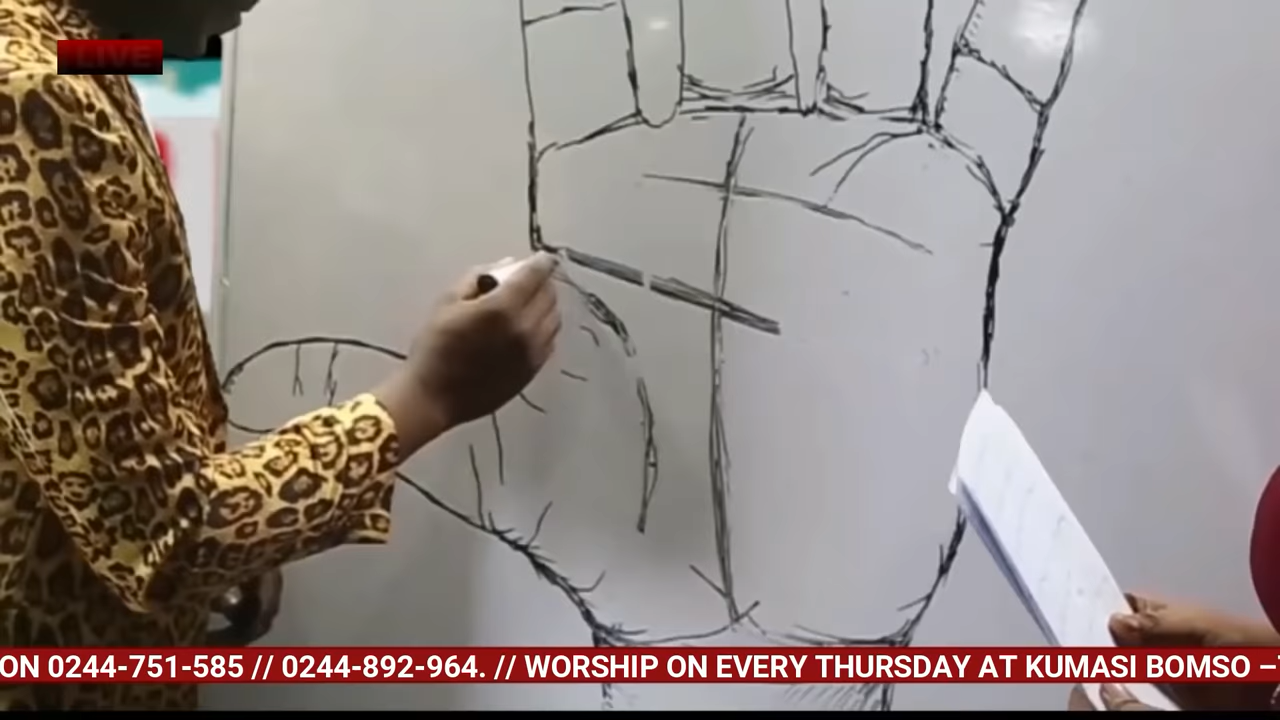 LIVE
ON 0244-751-585 // 0244-892-964. // WORSHIP ON EVERY THURSDAY AT KUMASI BOMSO –